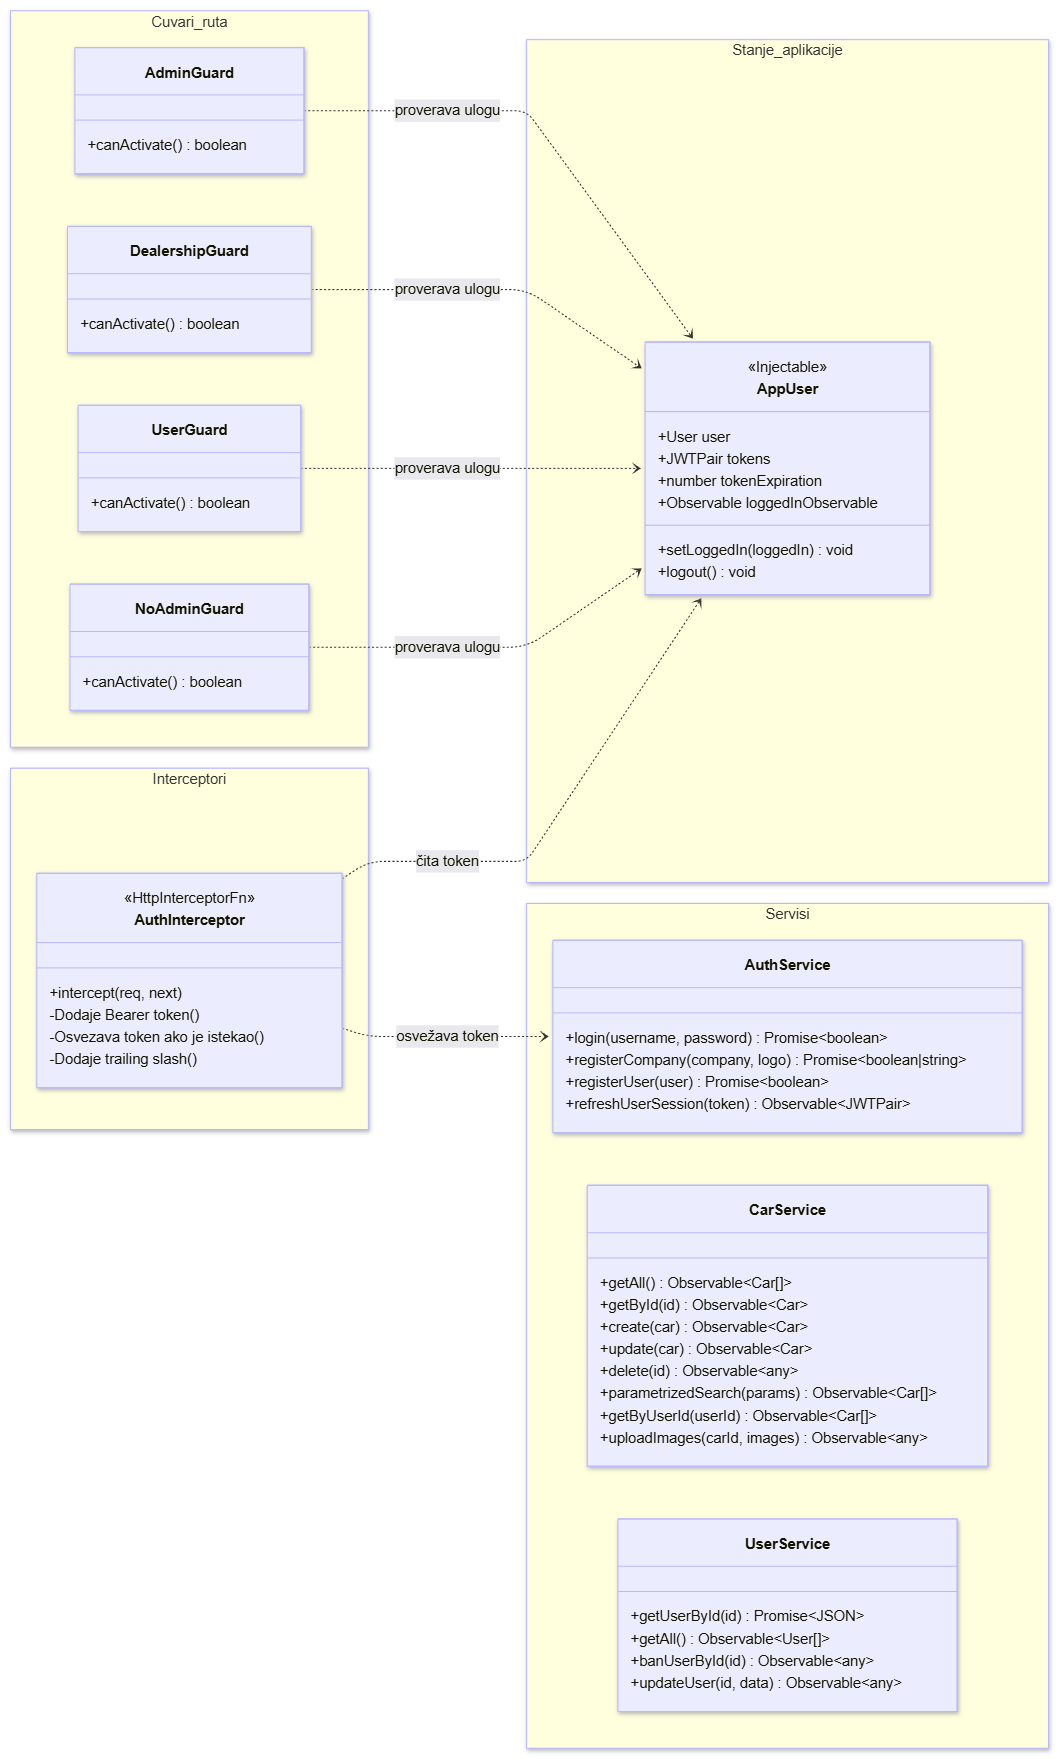 Cuvari_ruta
AdminGuard
+canActivate() : boolean
DealershipGuard
+canActivate() : boolean
UserGuard
+canActivate() : boolean
NoAdminGuard
+canActivate() : boolean
proverava ulogu
proverava ulogu
proverava ulogu
proverava ulogu
Stanje_aplikacije
«Injectable»
AppUser
+User user
+JWTPair tokens
+number tokenExpiration
+Observable loggedInObservable
+setLoggedIn(loggedIn) : void
+logout() : void
Interceptori
«HttpInterceptorFn»
AuthInterceptor
+intercept(req, next)
-Dodaje Bearer token()
-Osvezava token ako je istekao()
-Dodaje trailing slash()
čita token
osvežava token
Servisi
AuthService
+login(username, password) : Promise<boolean>
+registerCompany(company, logo) : Promise<boolean|string>
+registerUser(user) : Promise<boolean>
+refreshUserSession(token) : Observable<JWTPair>
CarService
+getAll() : Observable<Car[]>
+getById(id) : Observable<Car>
+create(car) : Observable<Car>
+update(car) : Observable<Car>
+delete(id) : Observable<any>
+parametrizedSearch(params) : Observable<Car[]>
+getByUserId(userId) : Observable<Car[]>
+uploadImages(carId, images) : Observable<any>
UserService
+getUserById(id) : Promise<JSON>
+getAll() : Observable<User[]>
+banUserById(id) : Observable<any>
+updateUser(id, data) : Observable<any>